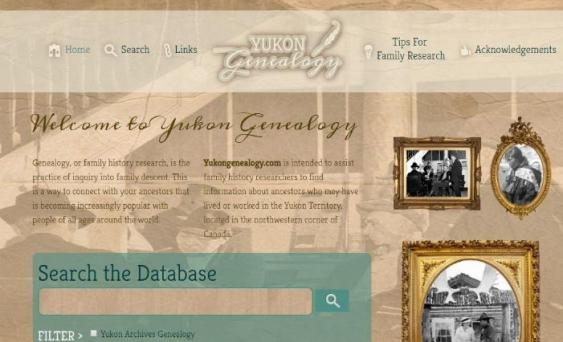 Home
Search
Links
YUKON
Genealogy
Tips For
Family Research
Acknowledgements
Welcome to Yukon Genealogy
Genealogy, or family history research, is the
practice of inquiry into family descent. This
is a way to connect with your ancestors that
is becoming increasingly popular with
people of all ages around the world.
Yukongenealogy.com is intended to assist
family history researchers to find
information about ancestors who may have
lived or worked in the Yukon Territory,
located in the northwestern corner of
Canada.
Search the Database
FILTER > Yukon Archives Genealogy